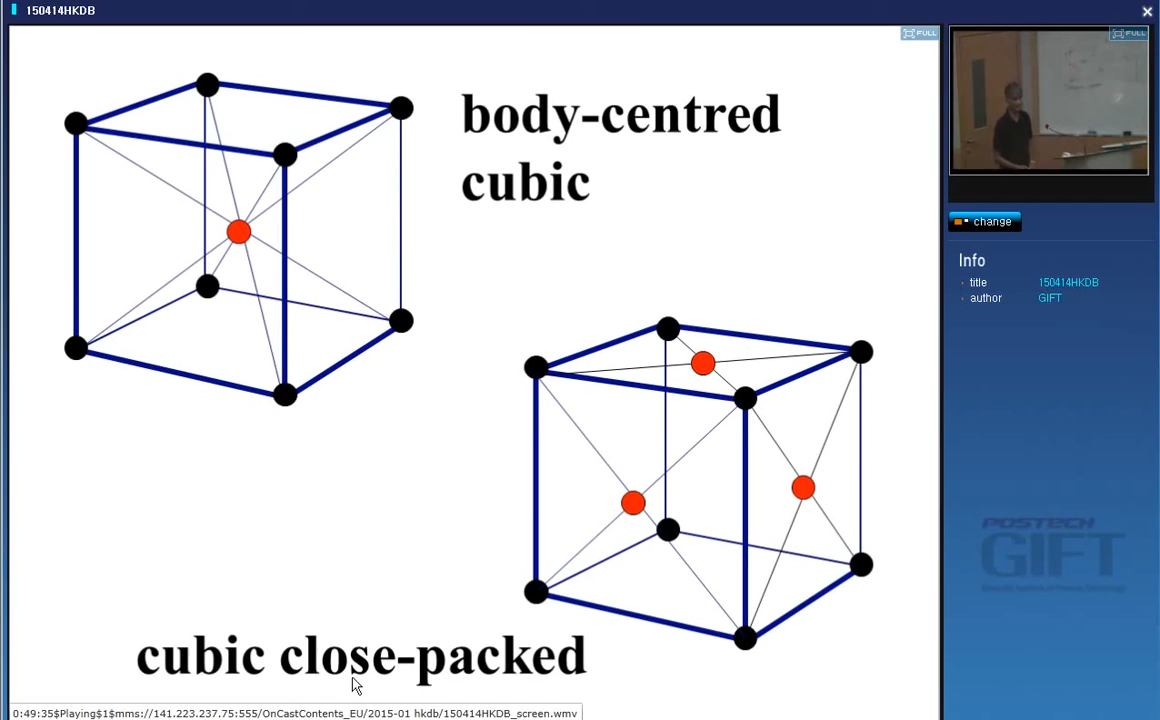 150414HKDB
FULL
FULL
body-centred
cubic
change
Info
title 150414HKDB
author GIFT
POSTECH
GIFT
cubic close-packed
0:49:35$Playing$1$mms://141.223.237.75:555/OnCastContents_EU/2015-01 hkdb/150414HKDB_screen.wmv